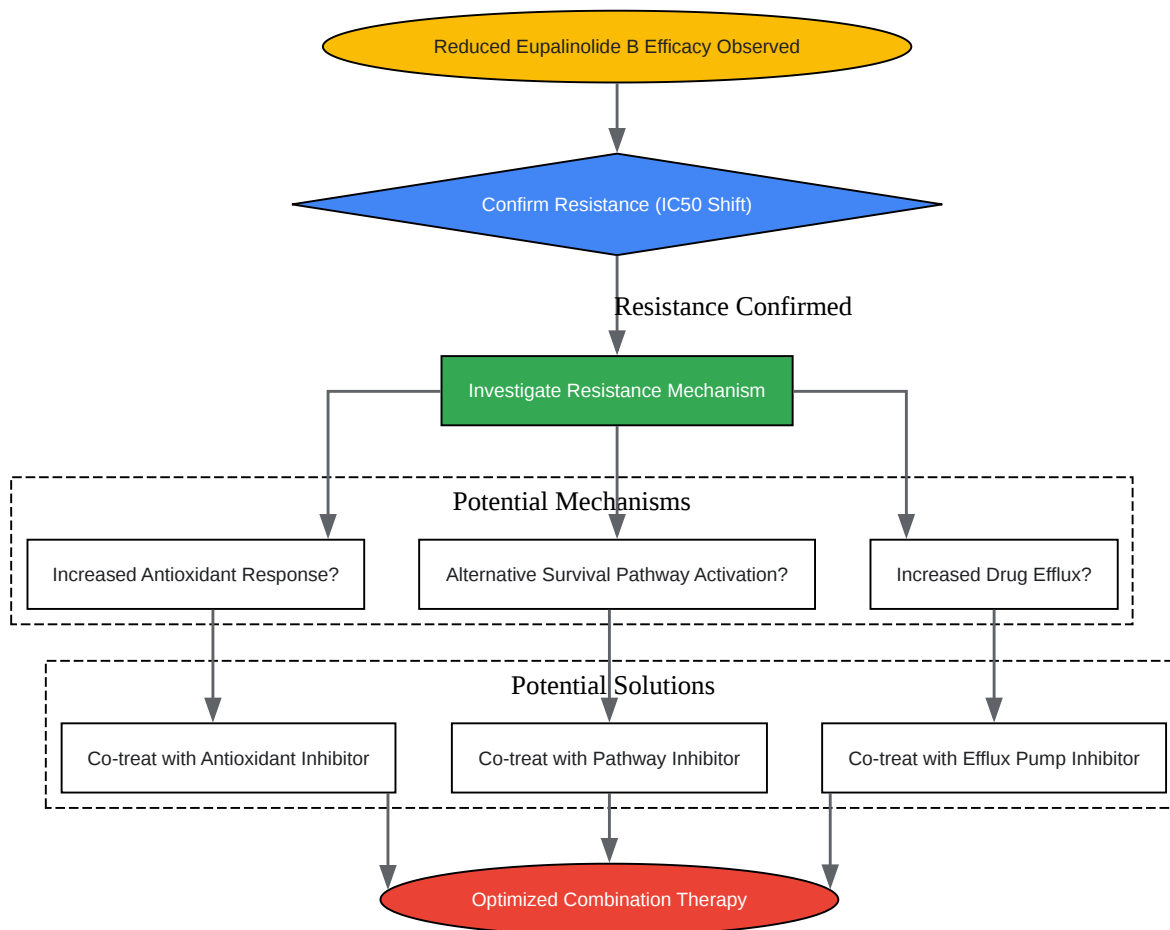 Reduced Eupalinolide B Efficacy Observed
Confirm Resistance (IC50 Shift)
Resistance Confirmed
Investigate Resistance Mechanism
Potential Mechanisms
Increased Antioxidant Response?
Alternative Survival Pathway Activation?
Increased Drug Efflux?
Potential Solutions
Co-treat with Antioxidant Inhibitor
Co-treat with Pathway Inhibitor
Co-treat with Efflux Pump Inhibitor
Optimized Combination Therapy